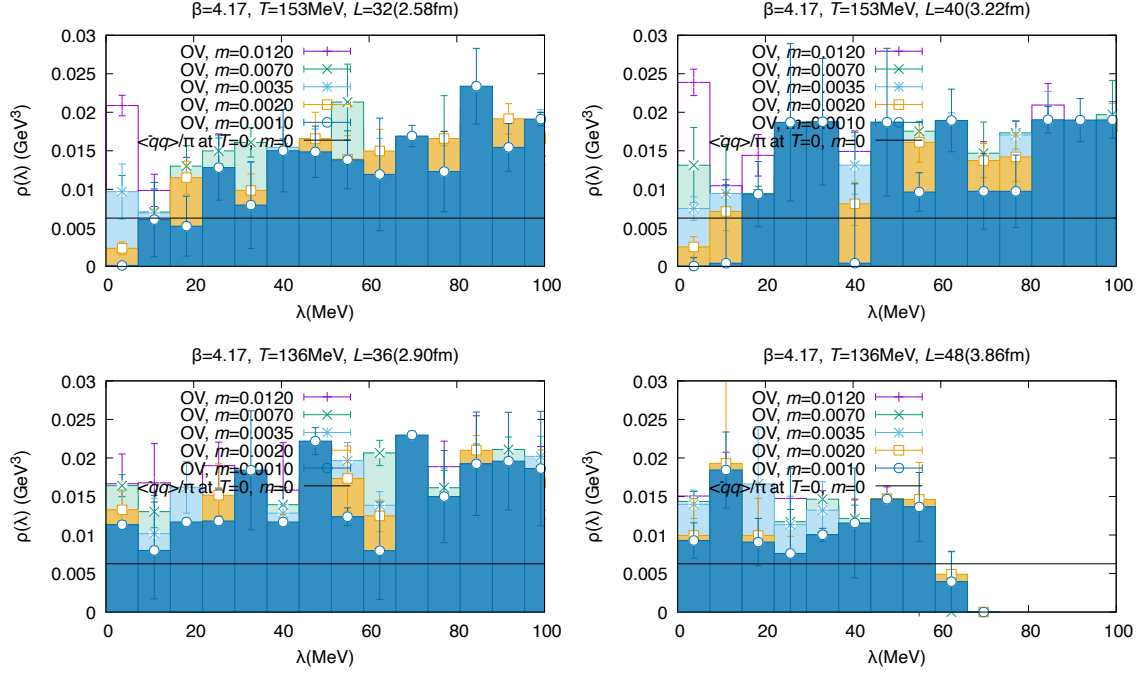 β=4.17, T=153MeV, L=32(2.58fm)
ρ(λ) (GeV³)
0.03
0.025
0.02
0.015
0.01
0.005
0
OV, m=0.0120
OV, m=0.0070
OV, m=0.0035
OV, m=0.0020
OV, m=0.0010
<q̄q>/π at T=0, m=0
0 20 40 60 80 100
λ(MeV)
β=4.17, T=153MeV, L=40(3.22fm)
ρ(λ) (GeV³)
0.03
0.025
0.02
0.015
0.01
0.005
0
OV, m=0.0120
OV, m=0.0070
OV, m=0.0035
OV, m=0.0020
OV, m=0.0010
<q̄q>/π at T=0, m=0
0 20 40 60 80 100
λ(MeV)
β=4.17, T=136MeV, L=36(2.90fm)
ρ(λ) (GeV³)
0.03
0.025
0.02
0.015
0.01
0.005
0
OV, m=0.0120
OV, m=0.0070
OV, m=0.0035
OV, m=0.0020
OV, m=0.0010
<q̄q>/π at T=0, m=0
0 20 40 60 80 100
λ(MeV)
β=4.17, T=136MeV, L=48(3.86fm)
ρ(λ) (GeV³)
0.03
0.025
0.02
0.015
0.01
0.005
0
OV, m=0.0120
OV, m=0.0070
OV, m=0.0035
OV, m=0.0020
OV, m=0.0010
<q̄q>/π at T=0, m=0
0 20 40 60 80 100
λ(MeV)